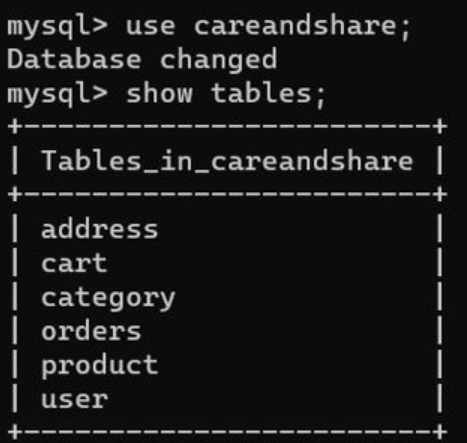 mysql> use careandshare;
Database changed
mysql> show tables;
+------------------------+
| Tables_in_careandshare |
+------------------------+
| address                |
| cart                   |
| category               |
| orders                 |
| product                |
| user                   |
+------------------------+